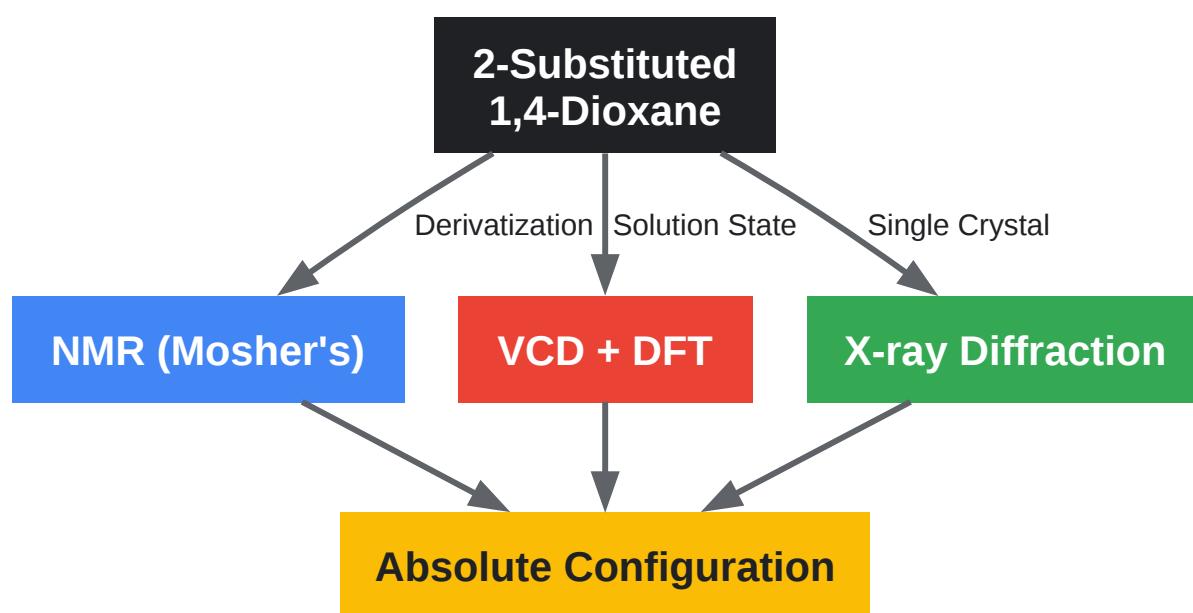 2-Substituted
1,4-Dioxane
Derivatization
Solution State
Single Crystal
NMR (Mosher's)
VCD + DFT
X-ray Diffraction
Absolute Configuration